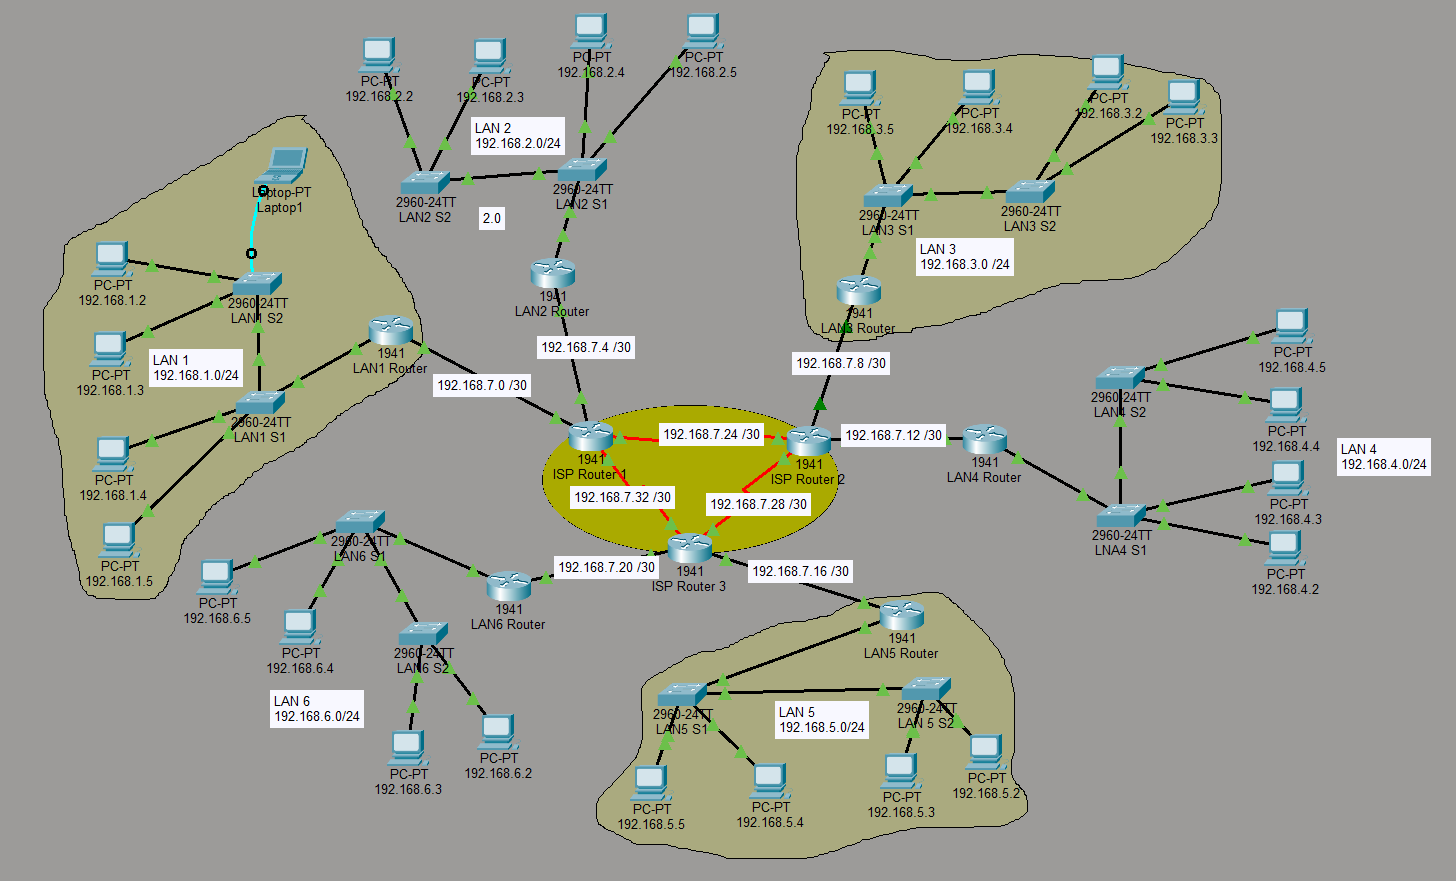 PC-PT
192.168.2.2
PC-PT
192.168.2.3
PC-PT
192.168.2.4
PC-PT
192.168.2.5
LAN 2
192.168.2.0/24
2960-24TT
LAN2 S2
2960-24TT
LAN2 S1
2.0
1941
LAN2 Router
192.168.7.4 /30
PC-PT
192.168.3.5
PC-PT
192.168.3.4
PC-PT
192.168.3.2
PC-PT
192.168.3.3
2960-24TT
LAN3 S1
2960-24TT
LAN3 S2
LAN 3
192.168.3.0 /24
1941
LAN3 Router
192.168.7.8 /30
Laptop-PT
Laptop1
PC-PT
192.168.1.2
2960-24TT
LAN1 S2
PC-PT
192.168.1.3
LAN 1
192.168.1.0/24
1941
LAN1 Router
192.168.7.0 /30
2960-24TT
LAN1 S1
PC-PT
192.168.1.4
PC-PT
192.168.1.5
1941
ISP Router 1
192.168.7.24 /30
1941
ISP Router 2
192.168.7.32 /30
192.168.7.28 /30
1941
ISP Router 3
192.168.7.12 /30
1941
LAN4 Router
PC-PT
192.168.4.5
2960-24TT
LAN4 S2
PC-PT
192.168.4.4
LAN 4
192.168.4.0/24
PC-PT
192.168.4.3
2960-24TT
LNA4 S1
PC-PT
192.168.4.2
2960-24TT
LAN6 S1
PC-PT
192.168.6.5
192.168.7.20 /30
1941
LAN6 Router
PC-PT
192.168.6.4
2960-24TT
LAN6 S2
LAN 6
192.168.6.0/24
PC-PT
192.168.6.3
PC-PT
192.168.6.2
192.168.7.16 /30
1941
LAN5 Router
2960-24TT
LAN5 S1
LAN 5
192.168.5.0/24
2960-24TT
LAN 5 S2
PC-PT
192.168.5.5
PC-PT
192.168.5.4
PC-PT
192.168.5.3
PC-PT
192.168.5.2